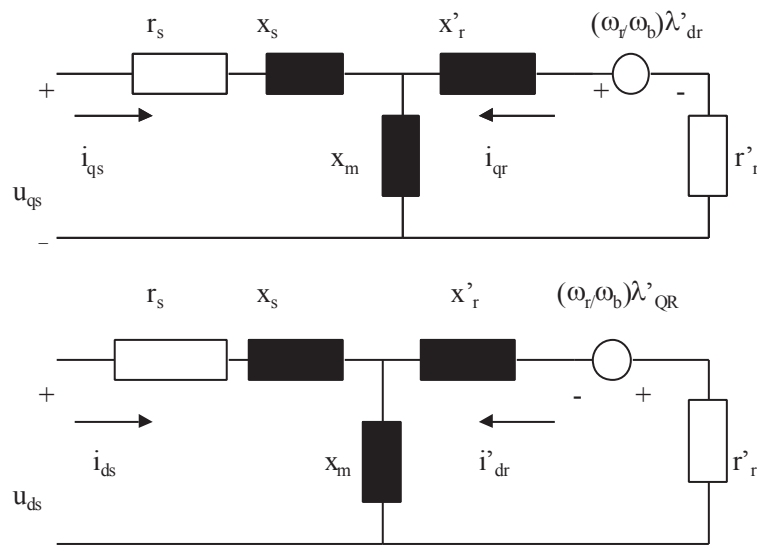 r_s x_s x'_r (ω_r/ω_b)λ'_dr
+ + -
i_qs x_m i_qr r'_r
u_qs
–
r_s x_s x'_r (ω_r/ω_b)λ'_QR
+ - +
i_ds x_m i'_dr r'_r
u_ds